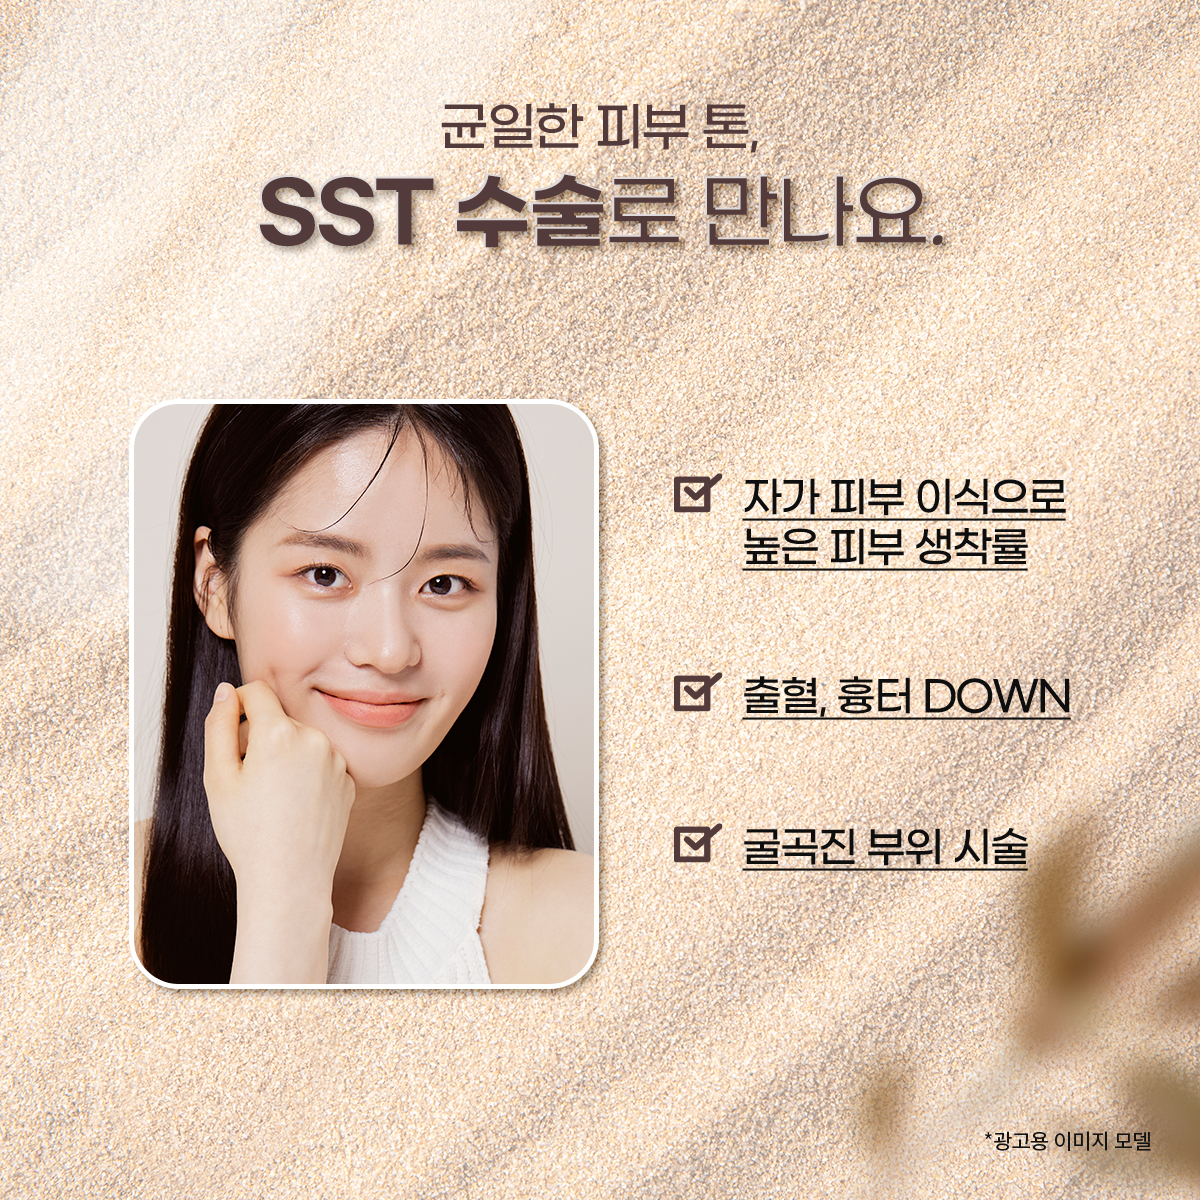 균일한 피부 톤,
SST 수술로 만나요.
자가 피부 이식으로
높은 피부 생착률
출혈, 흉터 DOWN
굴곡진 부위 시술
*광고용 이미지 모델